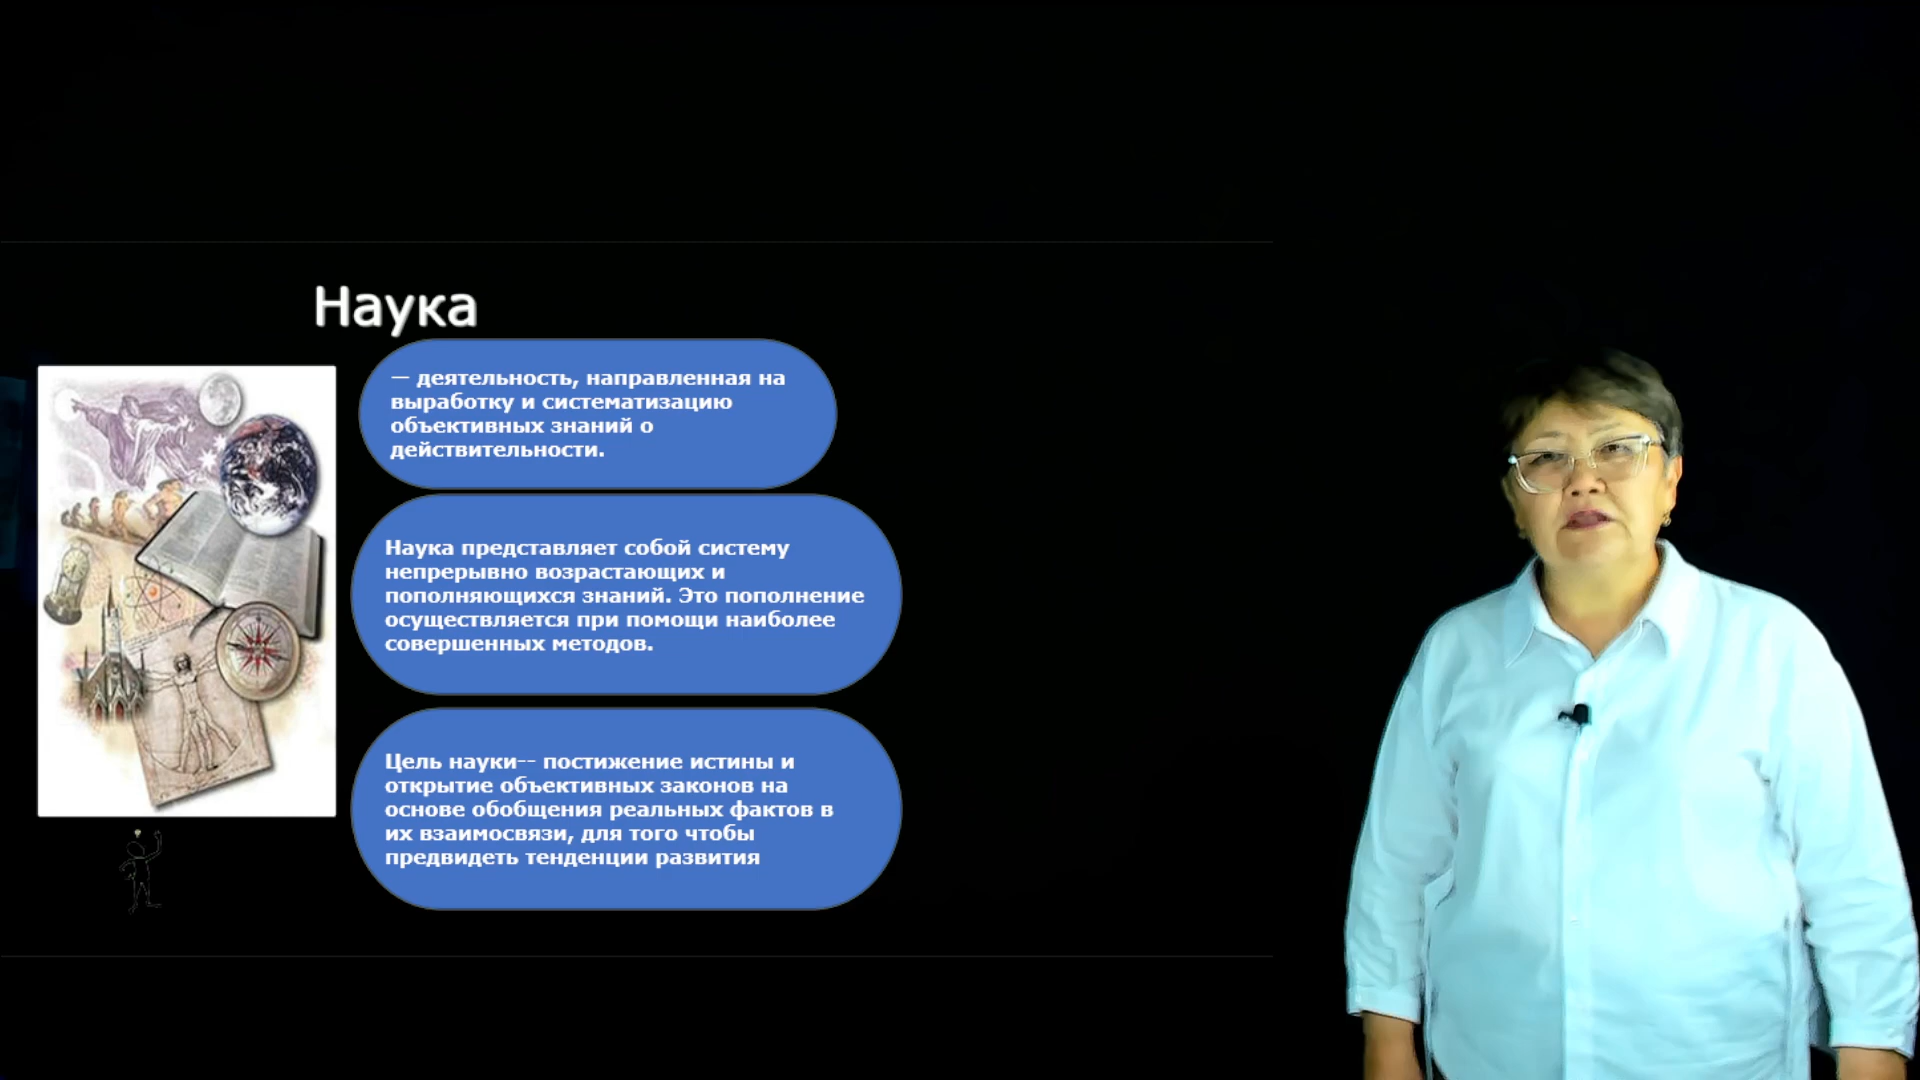 Наука
— деятельность, направленная на
выработку и систематизацию
объективных знаний о
действительности.
Наука представляет собой систему
непрерывно возрастающих и
пополняющихся знаний. Это пополнение
осуществляется при помощи наиболее
совершенных методов.
Цель науки-- постижение истины и
открытие объективных законов на
основе обобщения реальных фактов в
их взаимосвязи, для того чтобы
предвидеть тенденции развития